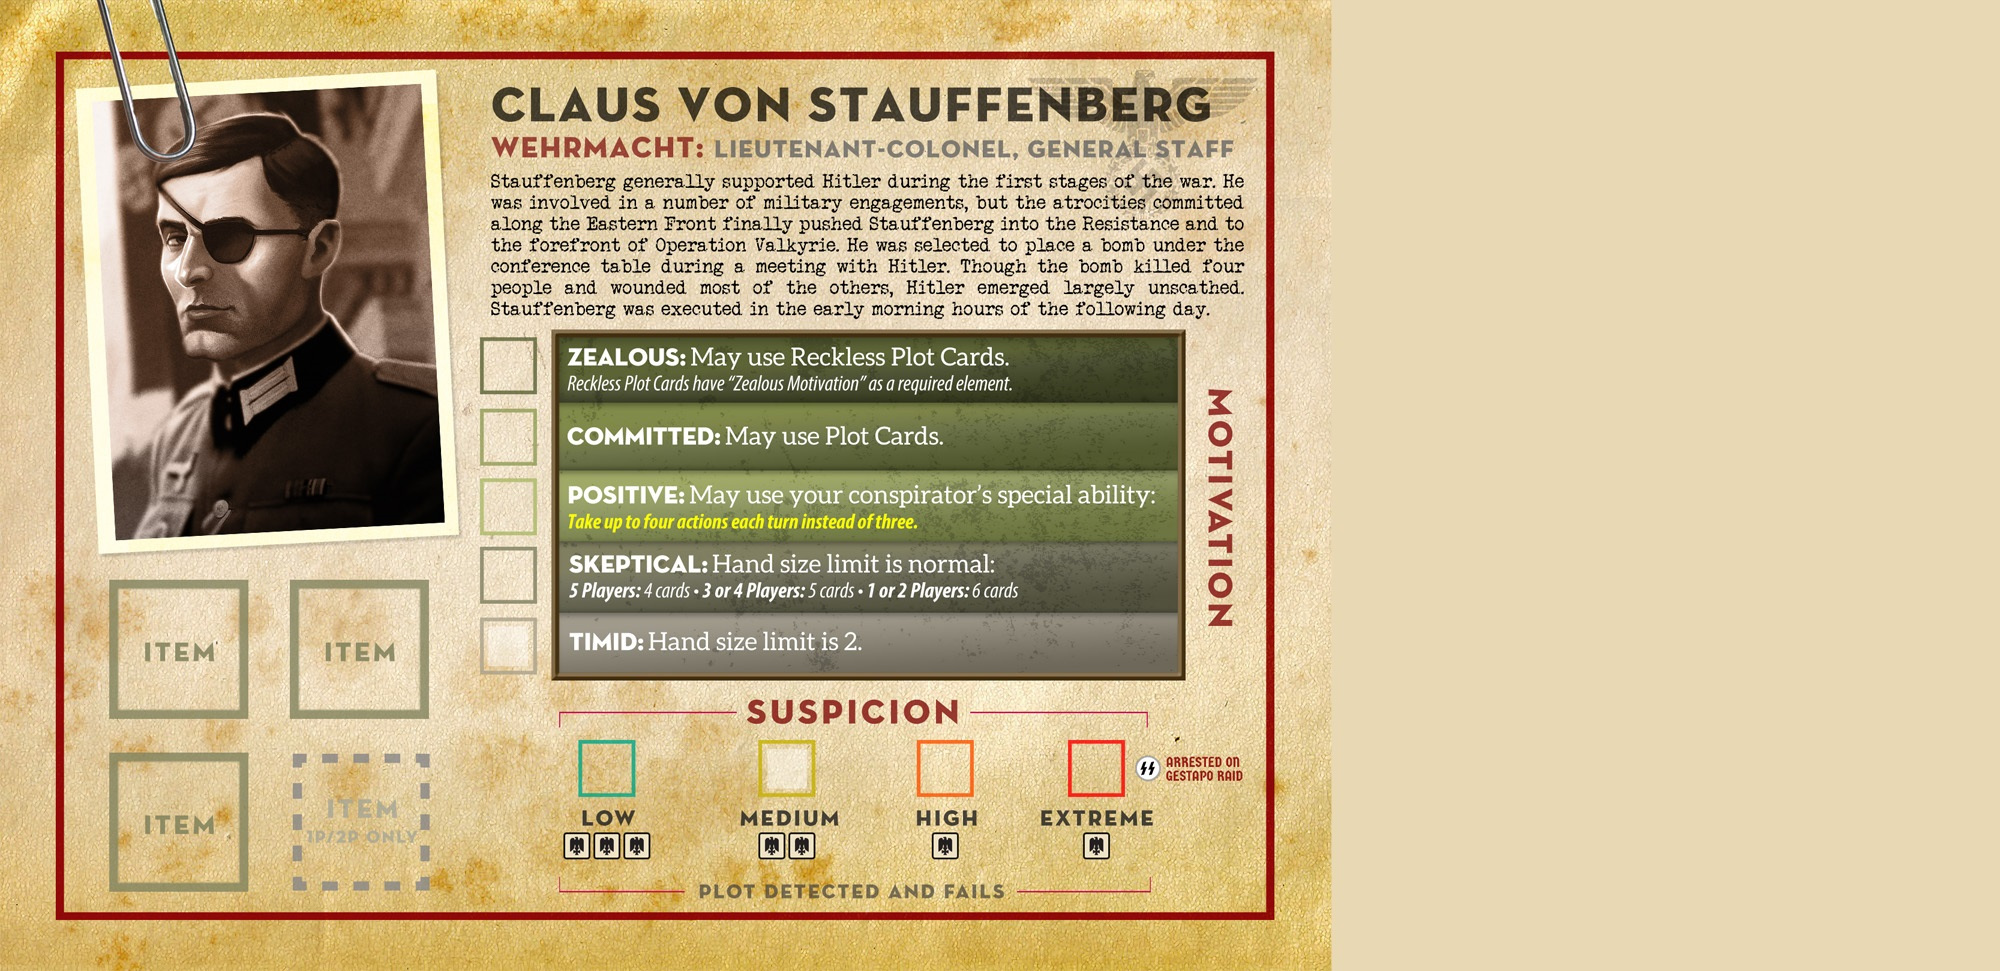 CLAUS VON STAUFFENBERG
WEHRMACHT: LIEUTENANT-COLONEL, GENERAL STAFF
Stauffenberg generally supported Hitler during the first stages of the war. He
was involved in a number of military engagements, but the atrocities committed
along the Eastern Front finally pushed Stauffenberg into the Resistance and to
the forefront of Operation Valkyrie. He was selected to place a bomb under the
conference table during a meeting with Hitler. Though the bomb killed four
people and wounded most of the others, Hitler emerged largely unscathed.
Stauffenberg was executed in the early morning hours of the following day.
ZEALOUS: May use Reckless Plot Cards.
Reckless Plot Cards have “Zealous Motivation” as a required element.
COMMITTED: May use Plot Cards.
POSITIVE: May use your conspirator’s special ability:
Take up to four actions each turn instead of three.
SKEPTICAL: Hand size limit is normal:
5 Players: 4 cards • 3 or 4 Players: 5 cards • 1 or 2 Players: 6 cards
TIMID: Hand size limit is 2.
MOTIVATION
ITEM
ITEM
ITEM
ITEM
1P/2P ONLY
SUSPICION
ARRESTED ON
GESTAPO RAID
LOW
MEDIUM
HIGH
EXTREME
PLOT DETECTED AND FAILS